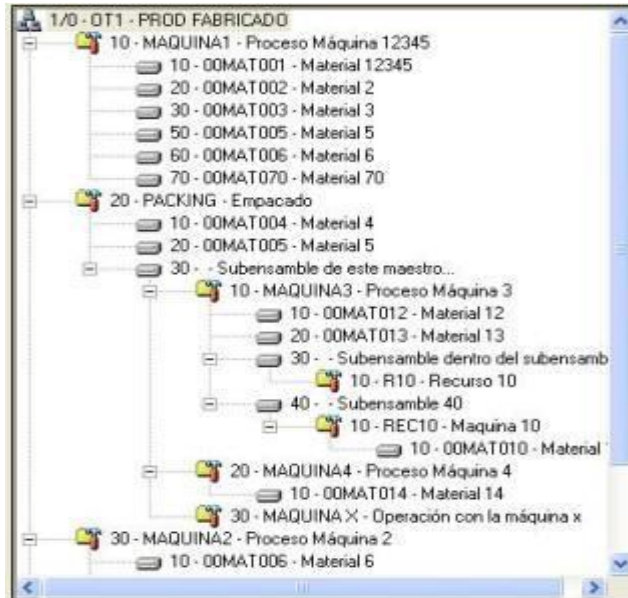 1/0 - OT1 - PROD FABRICADO
10 - MAQUINA1 - Proceso Máquina 12345
10 - 00MAT001 - Material 12345
20 - 00MAT002 - Material 2
30 - 00MAT003 - Material 3
50 - 00MAT005 - Material 5
60 - 00MAT006 - Material 6
70 - 00MAT070 - Material 70
20 - PACKING - Empacado
10 - 00MAT004 - Material 4
20 - 00MAT005 - Material 5
30 - - Subensamble de este maestro...
10 - MAQUINA3 - Proceso Máquina 3
10 - 00MAT012 - Material 12
20 - 00MAT013 - Material 13
30 - - Subensamble dentro del subensamb
10 - R10 - Recurso 10
40 - - Subensamble 40
10 - REC10 - Maquina 10
10 - 00MAT010 - Material
20 - MAQUINA4 - Proceso Máquina 4
10 - 00MAT014 - Material 14
30 - MAQUINA X - Operación con la máquina x
30 - MAQUINA2 - Proceso Máquina 2
10 - 00MAT006 - Material 6